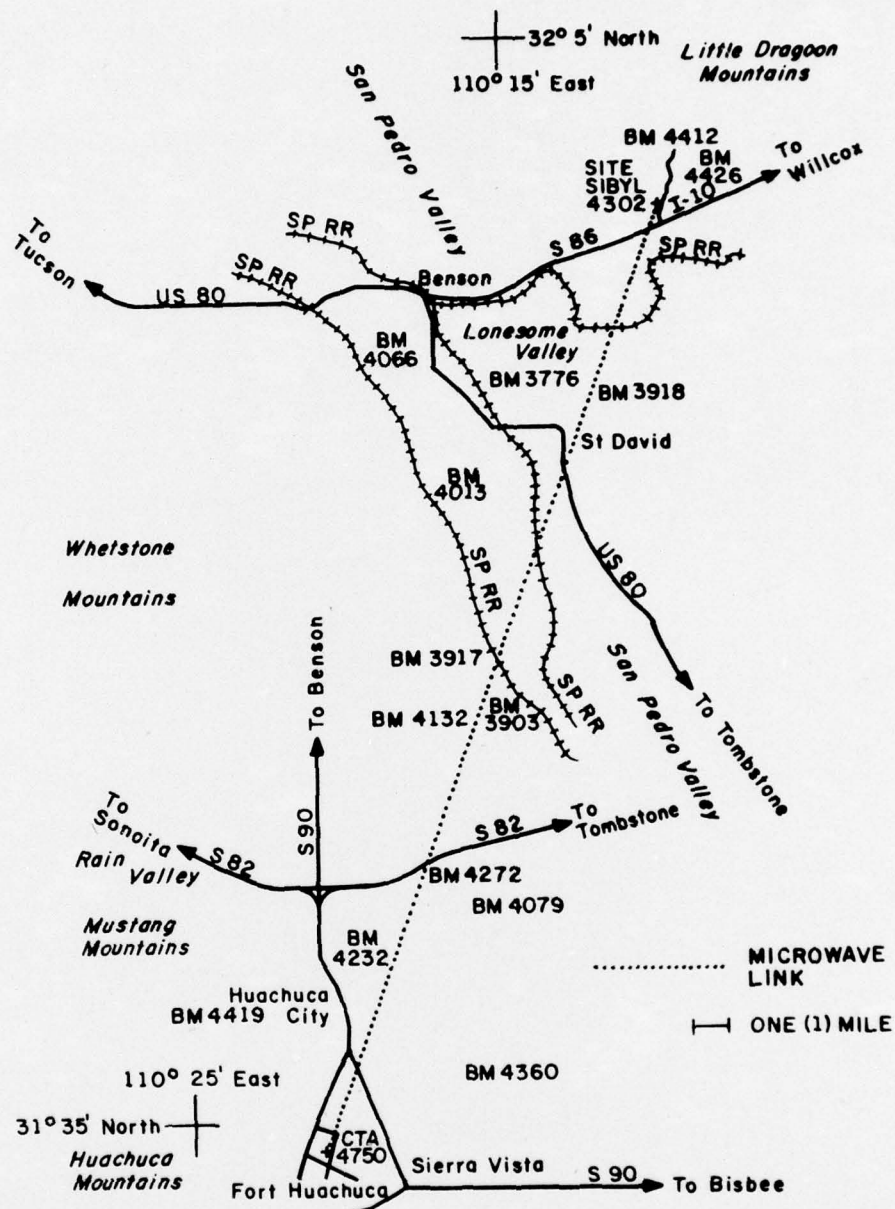 32° 5' North
110° 15' East
Little Dragoon
Mountains
San Pedro Valley
BM 4412
BM
4426
SITE
SIBYL
4302
I-10
To
Willcox
To
Tucson
SP RR
SP RR
S 86
SP RR
US 80
Benson
Lonesome
Valley
BM
4066
BM 3776
BM 3918
St David
BM
4013
Whetstone
Mountains
SP RR
US 80
To Benson
BM 3917
BM 4132
BM
3903
SP RR
San Pedro Valley
To Tombstone
To
Sonoita
S 90
S 82
To
Tombstone
Rain
Valley
S 82
BM 4272
BM 4079
Mustang
Mountains
BM
4232
MICROWAVE
LINK
Huachuca
City
BM 4419
ONE (1) MILE
110° 25' East
BM 4360
31° 35' North
CTA
4750
Huachuca
Mountains
Sierra Vista
Fort Huachuca
S 90
To Bisbee